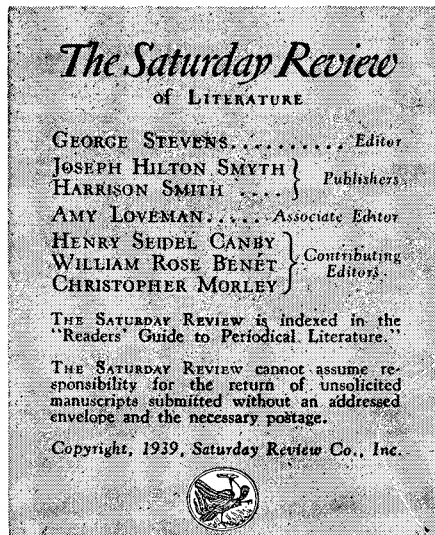 The Saturday Review
of LITERATURE
GEORGE STEVENS.......... Editor
JOSEPH HILTON SMYTH
HARRISON SMITH .... } Publishers
AMY LOVEMAN..... Associate Editor
HENRY SEIDEL CANBY
WILLIAM ROSE BENÉT } Contributing Editors
CHRISTOPHER MORLEY
THE SATURDAY REVIEW is indexed in the
"Readers' Guide to Periodical Literature."
THE SATURDAY REVIEW cannot assume re-
sponsibility for the return of unsolicited
manuscripts submitted without an addressed
envelope and the necessary postage.
Copyright, 1939, Saturday Review Co., Inc.